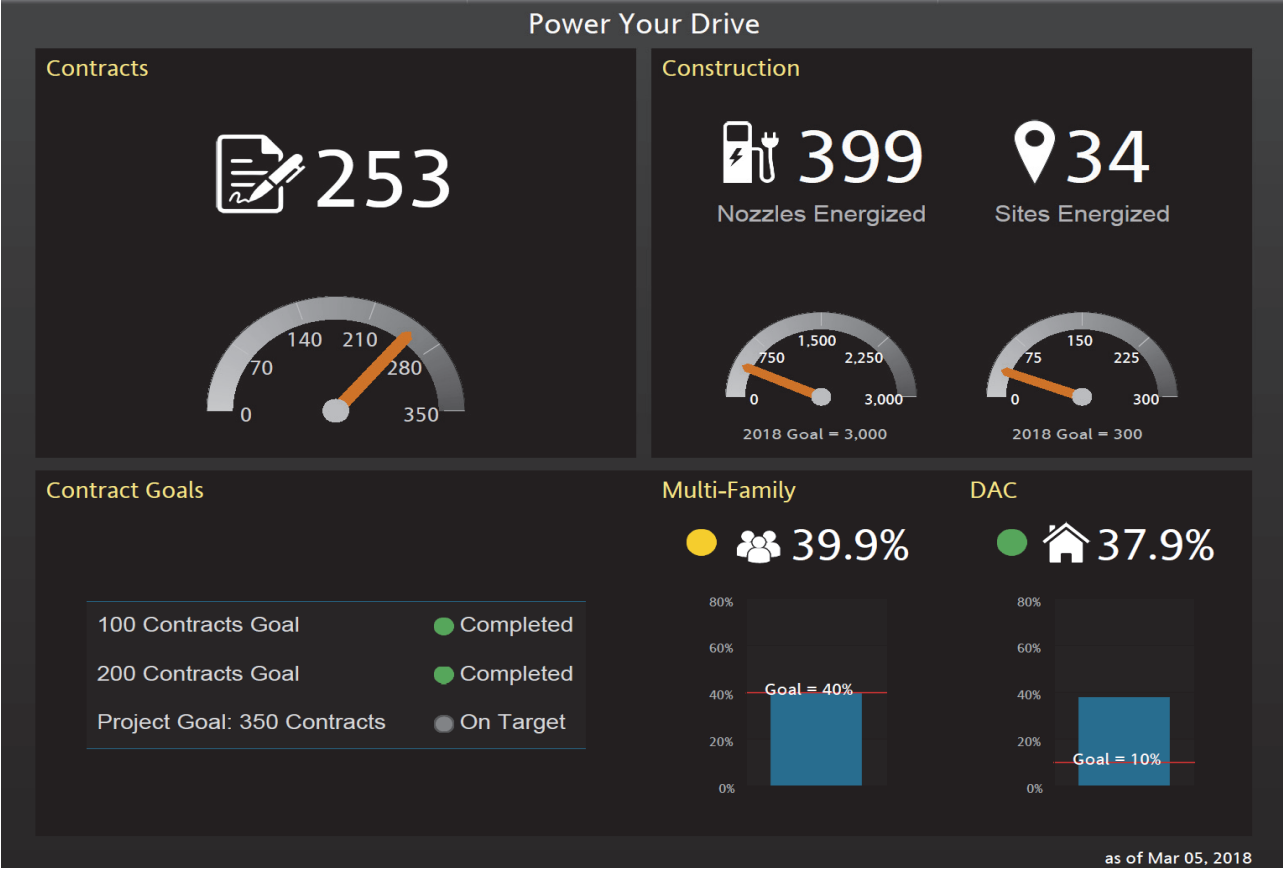 Power Your Drive
Contracts
253
0
70
140
210
280
350
Construction
399
Nozzles Energized
34
Sites Energized
0
750
1,500
2,250
3,000
2018 Goal = 3,000
0
75
150
225
300
2018 Goal = 300
Contract Goals
100 Contracts Goal Completed
200 Contracts Goal Completed
Project Goal: 350 Contracts On Target
Multi-Family
39.9%
80%
60%
40%
20%
0%
Goal = 40%
DAC
37.9%
80%
60%
40%
20%
0%
Goal = 10%
as of Mar 05, 2018